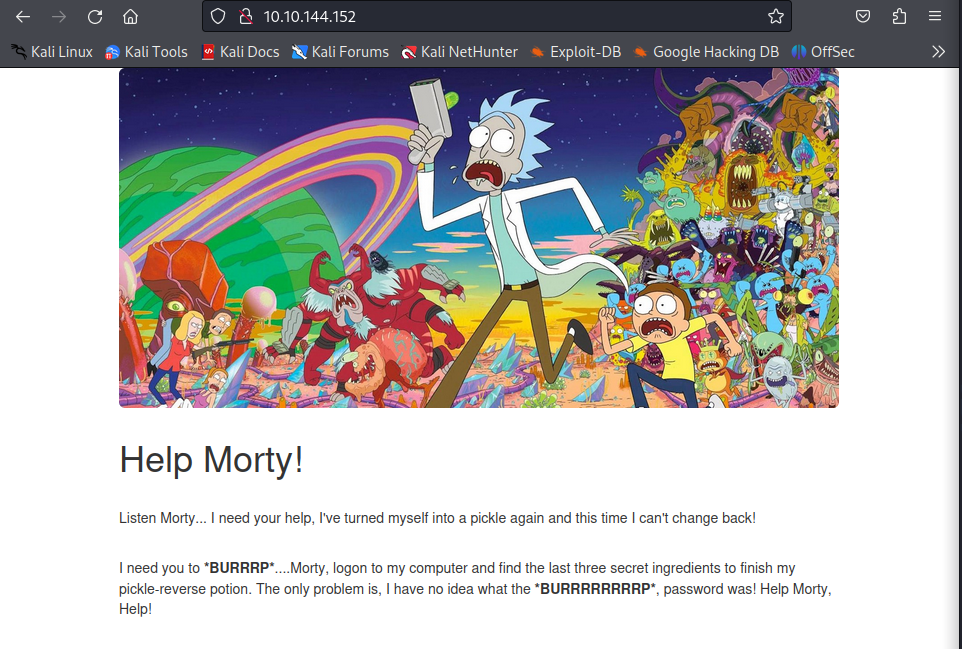 10.10.144.152
Kali Linux Kali Tools Kali Docs Kali Forums Kali NetHunter Exploit-DB Google Hacking DB OffSec
Help Morty!
Listen Morty... I need your help, I've turned myself into a pickle again and this time I can't change back!
I need you to *BURRRP*....Morty, logon to my computer and find the last three secret ingredients to finish my
pickle-reverse potion. The only problem is, I have no idea what the *BURRRRRRRRP*, password was! Help Morty,
Help!